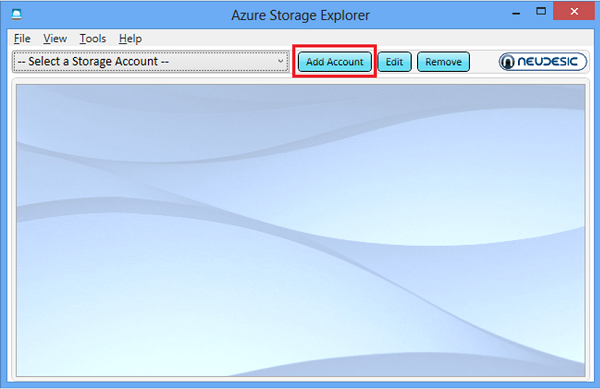 Azure Storage Explorer
File View Tools Help
-- Select a Storage Account -- Add Account Edit Remove NEUDESIC